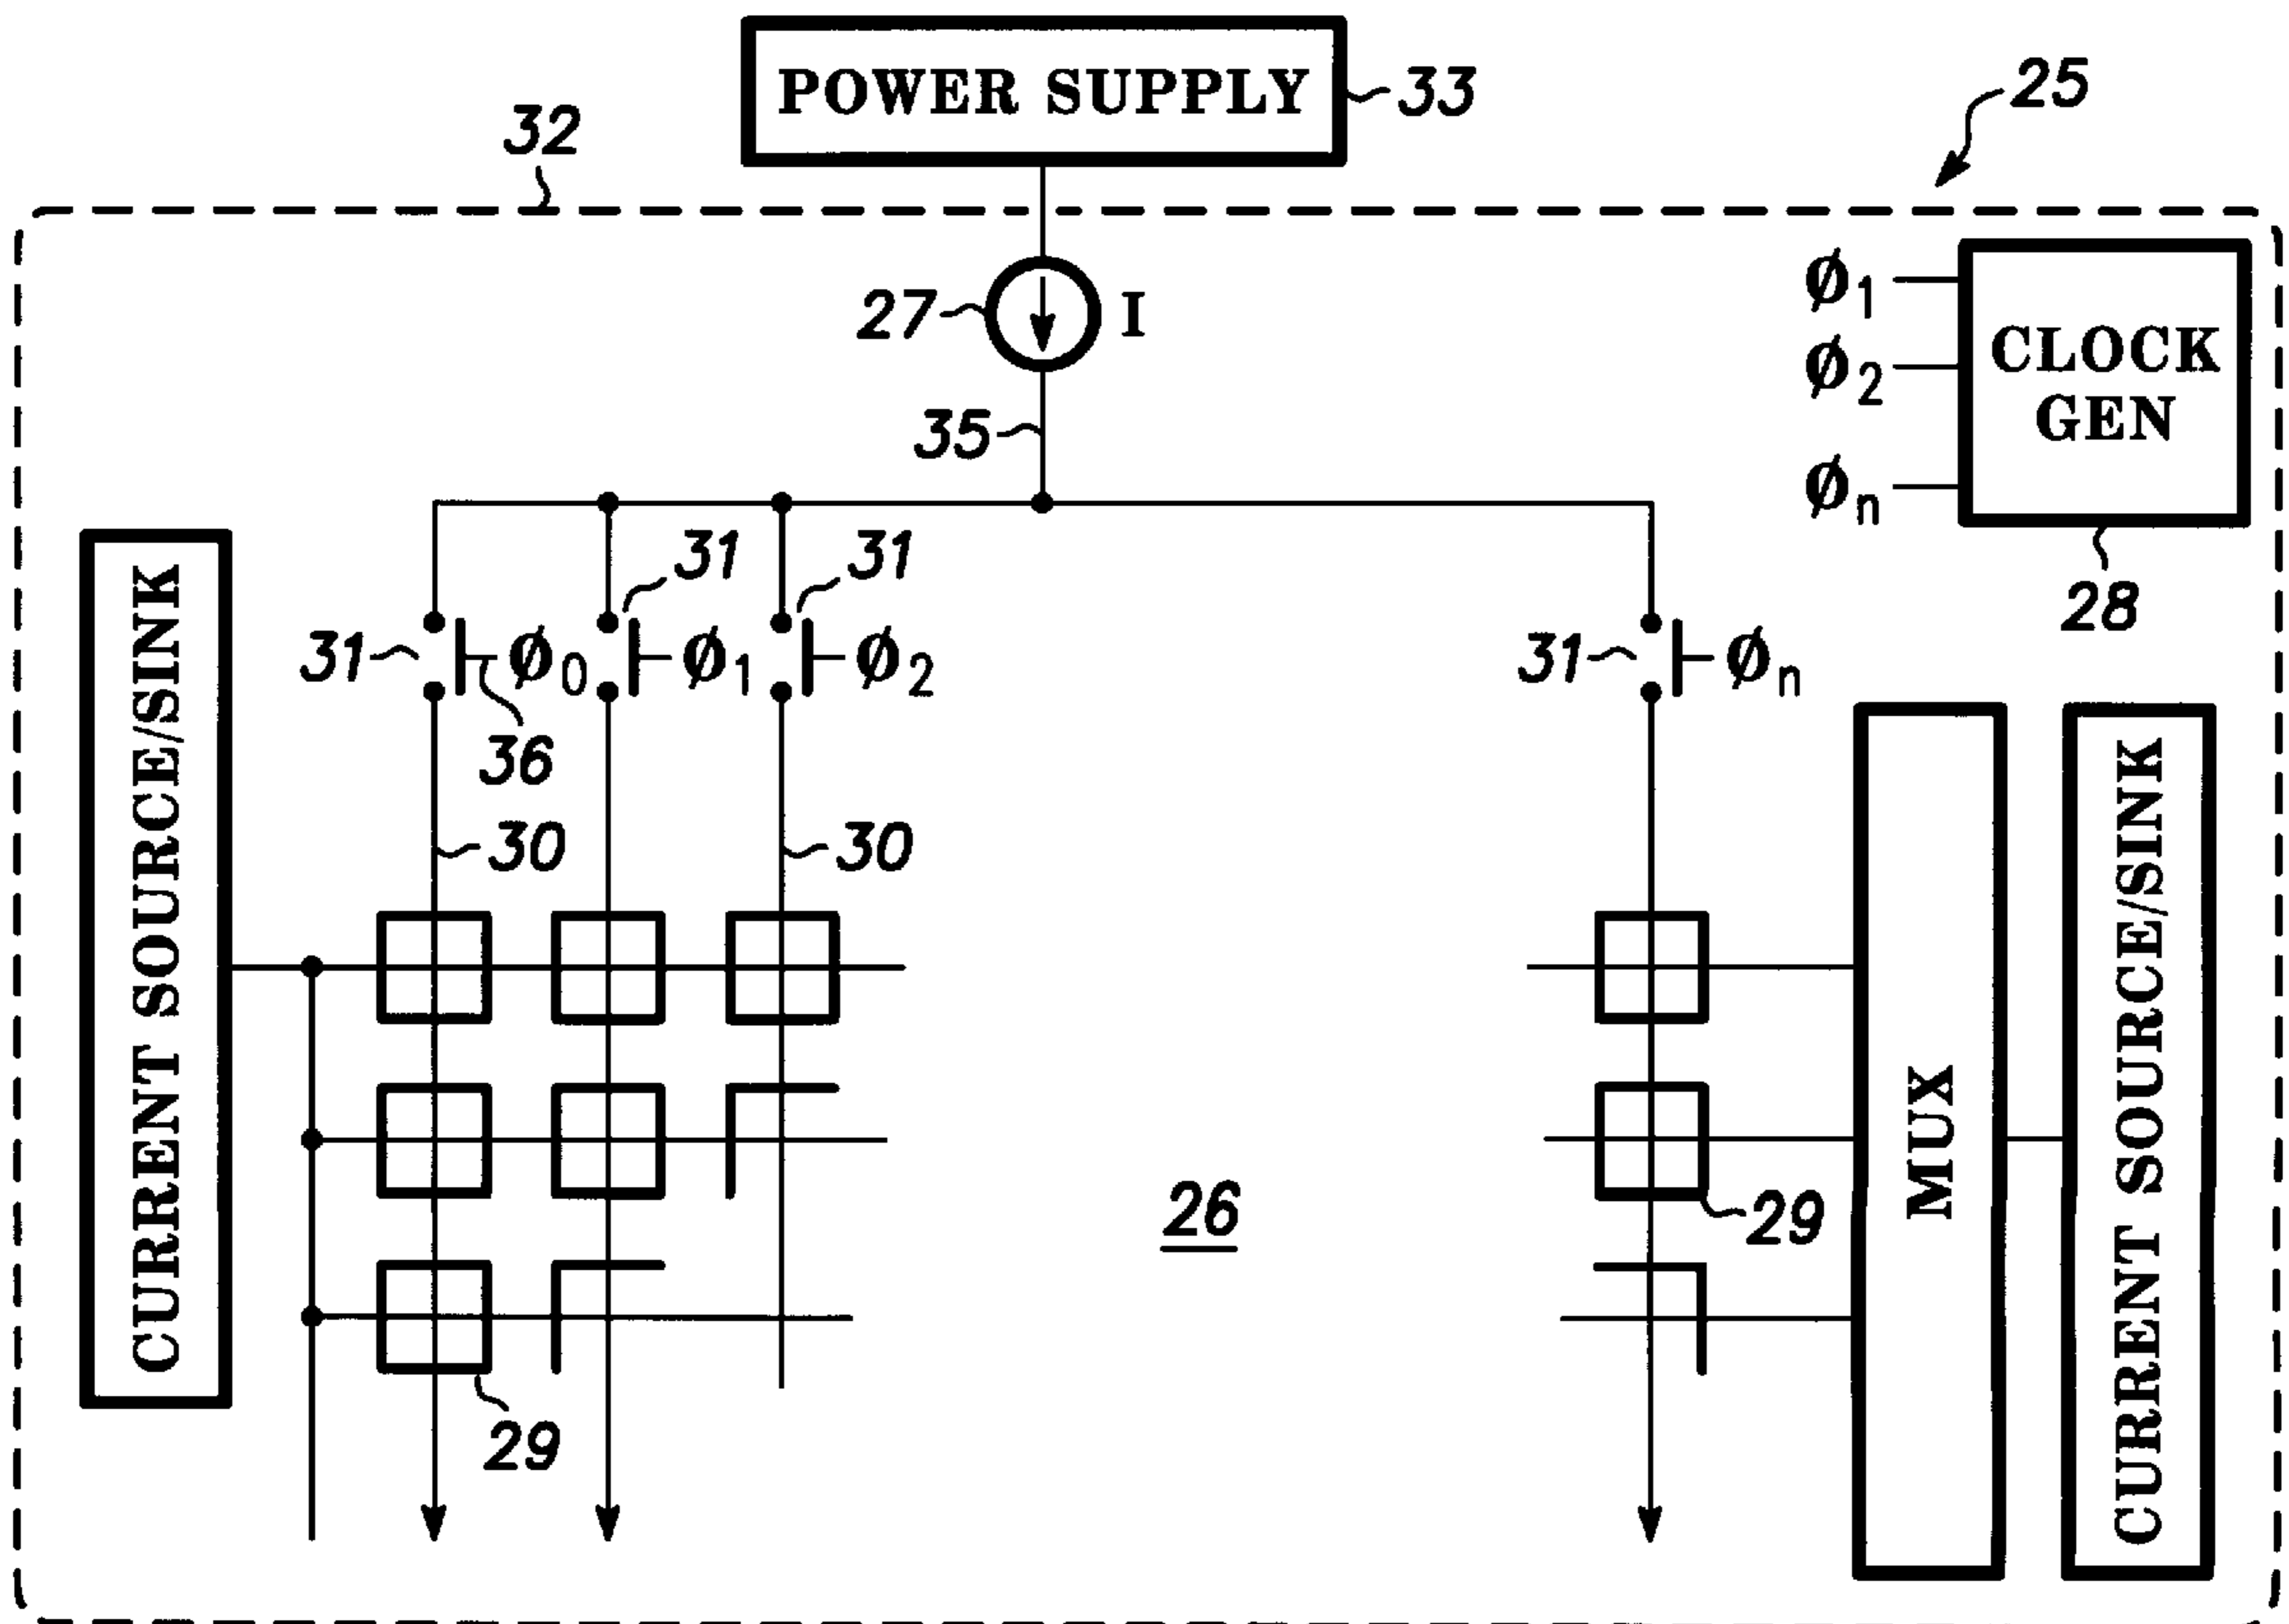 POWER SUPPLY
33
25
32
27
I
ϕ1
ϕ2
ϕn
CLOCK
GEN
28
35
CURRENT SOURCE/SINK
31
ϕ0
31
ϕ1
31
ϕ2
31
ϕn
36
30
30
26
29
29
MUX
CURRENT SOURCE/SINK